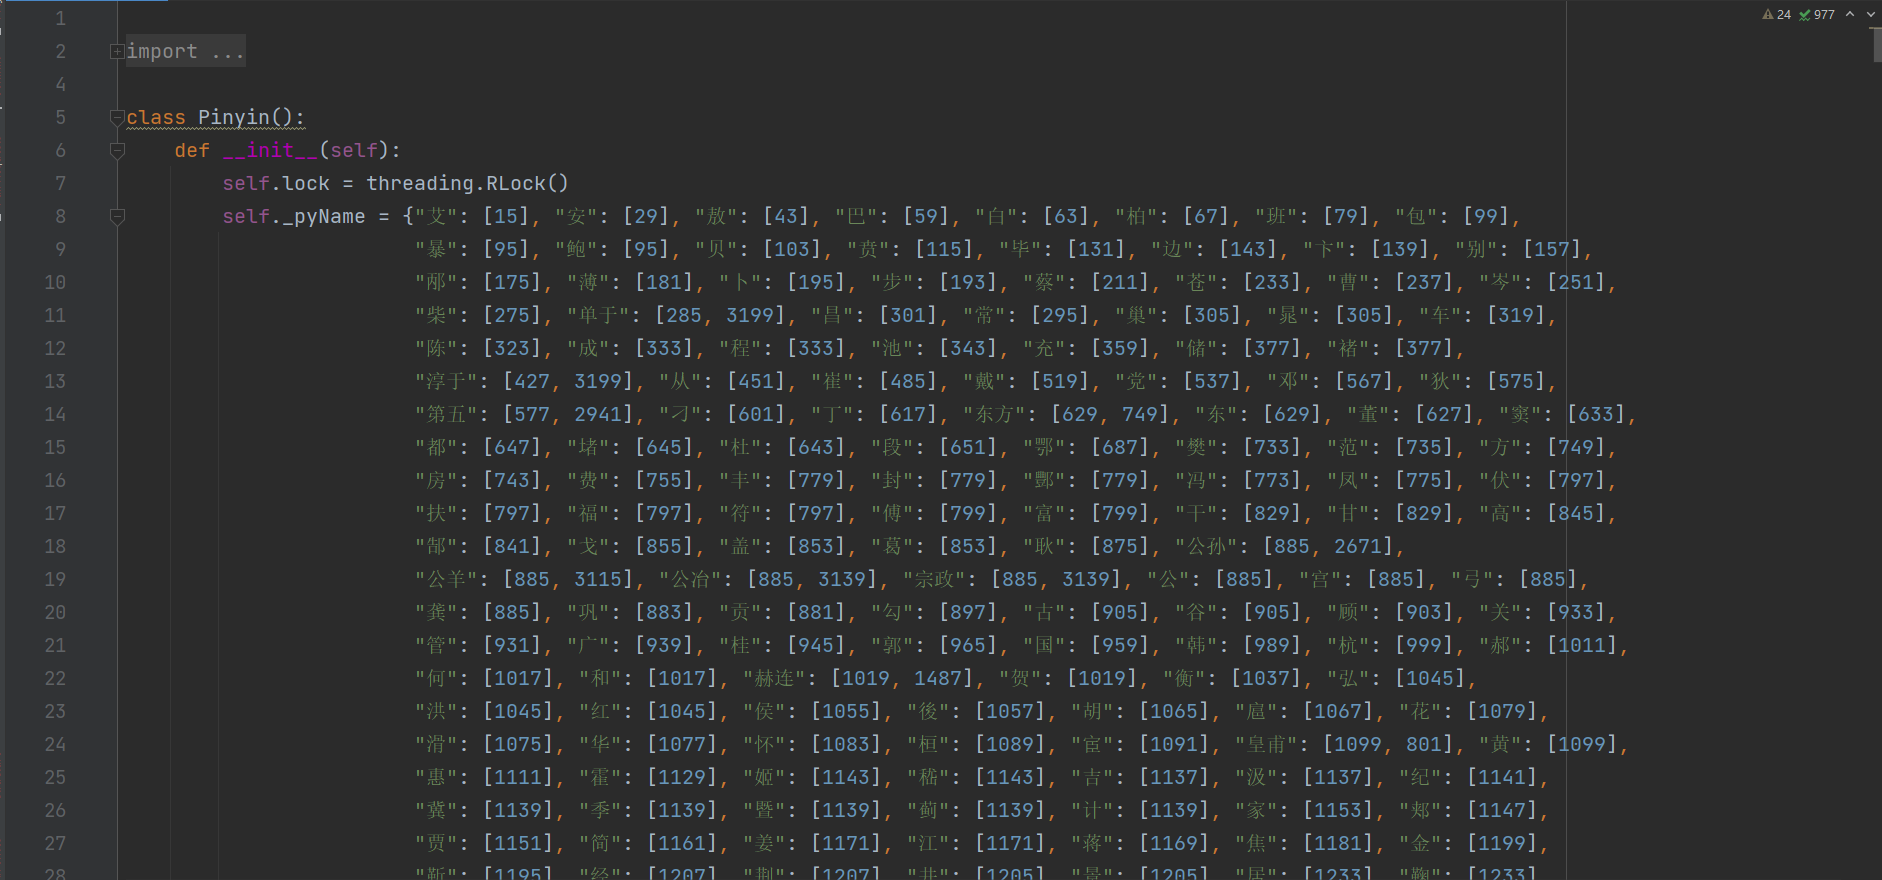 24 977
1
2 import ...
4
5 class Pinyin():
6 def __init__(self):
7 self.lock = threading.RLock()
8 self._pyName = {"艾": [15], "安": [29], "敖": [43], "巴": [59], "白": [63], "柏": [67], "班": [79], "包": [99],
9 "暴": [95], "鲍": [95], "贝": [103], "贲": [115], "毕": [131], "边": [143], "卞": [139], "别": [157],
10 "邴": [175], "薄": [181], "卜": [195], "步": [193], "蔡": [211], "苍": [233], "曹": [237], "岑": [251],
11 "柴": [275], "单于": [285, 3199], "昌": [301], "常": [295], "巢": [305], "晁": [305], "车": [319],
12 "陈": [323], "成": [333], "程": [333], "池": [343], "充": [359], "储": [377], "褚": [377],
13 "淳于": [427, 3199], "从": [451], "崔": [485], "戴": [519], "党": [537], "邓": [567], "狄": [575],
14 "第五": [577, 2941], "刁": [601], "丁": [617], "东方": [629, 749], "东": [629], "董": [627], "窦": [633],
15 "都": [647], "堵": [645], "杜": [643], "段": [651], "鄂": [687], "樊": [733], "范": [735], "方": [749],
16 "房": [743], "费": [755], "丰": [779], "封": [779], "酆": [779], "冯": [773], "凤": [775], "伏": [797],
17 "扶": [797], "福": [797], "符": [797], "傅": [799], "富": [799], "干": [829], "甘": [829], "高": [845],
18 "郜": [841], "戈": [855], "盖": [853], "葛": [853], "耿": [875], "公孙": [885, 2671],
19 "公羊": [885, 3115], "公冶": [885, 3139], "宗政": [885, 3139], "公": [885], "宫": [885], "弓": [885],
20 "龚": [885], "巩": [883], "贡": [881], "勾": [897], "古": [905], "谷": [905], "顾": [903], "关": [933],
21 "管": [931], "广": [939], "桂": [945], "郭": [965], "国": [959], "韩": [989], "杭": [999], "郝": [1011],
22 "何": [1017], "和": [1017], "赫连": [1019, 1487], "贺": [1019], "衡": [1037], "弘": [1045],
23 "洪": [1045], "红": [1045], "侯": [1055], "後": [1057], "胡": [1065], "扈": [1067], "花": [1079],
24 "滑": [1075], "华": [1077], "怀": [1083], "桓": [1089], "宦": [1091], "皇甫": [1099, 801], "黄": [1099],
25 "惠": [1111], "霍": [1129], "姬": [1143], "嵇": [1143], "吉": [1137], "汲": [1137], "纪": [1141],
26 "冀": [1139], "季": [1139], "暨": [1139], "蓟": [1139], "计": [1139], "家": [1153], "郏": [1147],
27 "贾": [1151], "简": [1161], "姜": [1171], "江": [1171], "蒋": [1169], "焦": [1181], "金": [1199],
28 "靳": [1195], "经": [1207], "荆": [1207], "井": [1205], "景": [1205], "居": [1233], "鞠": [1233]